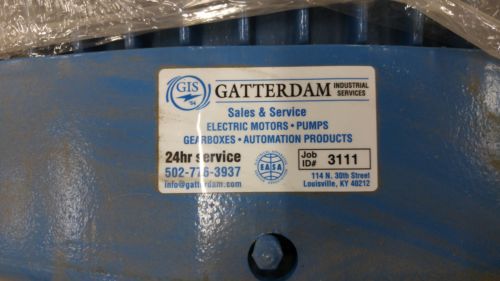 GIS
GATTERDAM INDUSTRIAL SERVICES
Sales & Service
ELECTRIC MOTORS • PUMPS
GEARBOXES • AUTOMATION PRODUCTS
24hr service
502-776-3937
info@gatterdam.com
EASA
Job ID# 3111
114 N. 30th Street
Louisville, KY 40212